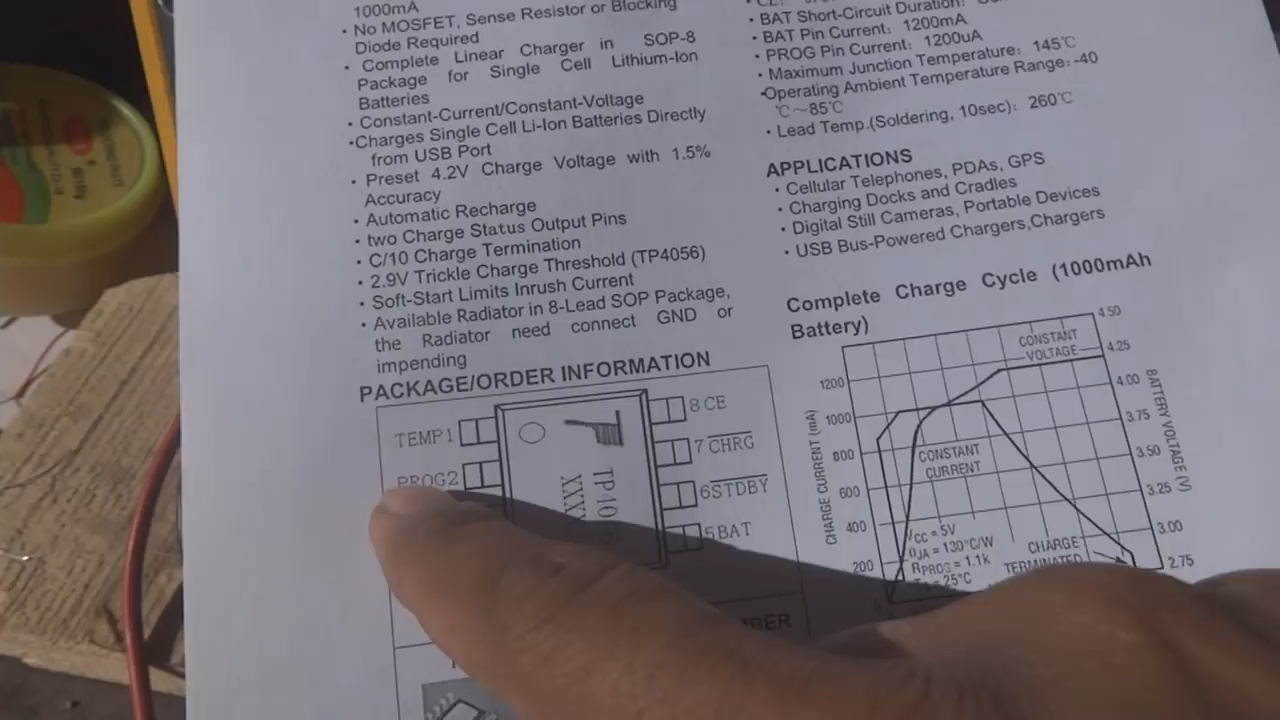 1000mA
• No MOSFET, Sense Resistor or Blocking
Diode Required
• Complete Linear Charger in SOP-8
Package for Single Cell Lithium-Ion
Batteries
• Constant-Current/Constant-Voltage
•Charges Single Cell Li-Ion Batteries Directly
from USB Port
• Preset 4.2V Charge Voltage with 1.5%
Accuracy
• Automatic Recharge
• two Charge Status Output Pins
• C/10 Charge Termination
• 2.9V Trickle Charge Threshold (TP4056)
• Soft-Start Limits Inrush Current
• Available Radiator in 8-Lead SOP Package,
the Radiator need connect GND or
impending
PACKAGE/ORDER INFORMATION
TEMP1
PROG2
8 CE
7 CHRG
6STDBY
5BAT
TP40
XXX
• BAT Short-Circuit Duration:
• BAT Pin Current: 1200mA
• PROG Pin Current: 1200uA
• Maximum Junction Temperature: 145℃
•Operating Ambient Temperature Range: -40
℃～85℃
• Lead Temp.(Soldering, 10sec): 260℃
APPLICATIONS
• Cellular Telephones, PDAs, GPS
• Charging Docks and Cradles
• Digital Still Cameras, Portable Devices
• USB Bus-Powered Chargers,Chargers
Complete Charge Cycle (1000mAh
Battery)
CHARGE CURRENT (mA)
1200
1000
800
600
400
200
0
CONSTANT
VOLTAGE
CONSTANT
CURRENT
VCC = 5V
θJA = 130°C/W
RPROG = 1.1k
= 25°C
CHARGE
TERMINATED
4.50
4.25
4.00
3.75
3.50
3.25
3.00
2.75
BATTERY VOLTAGE (V)